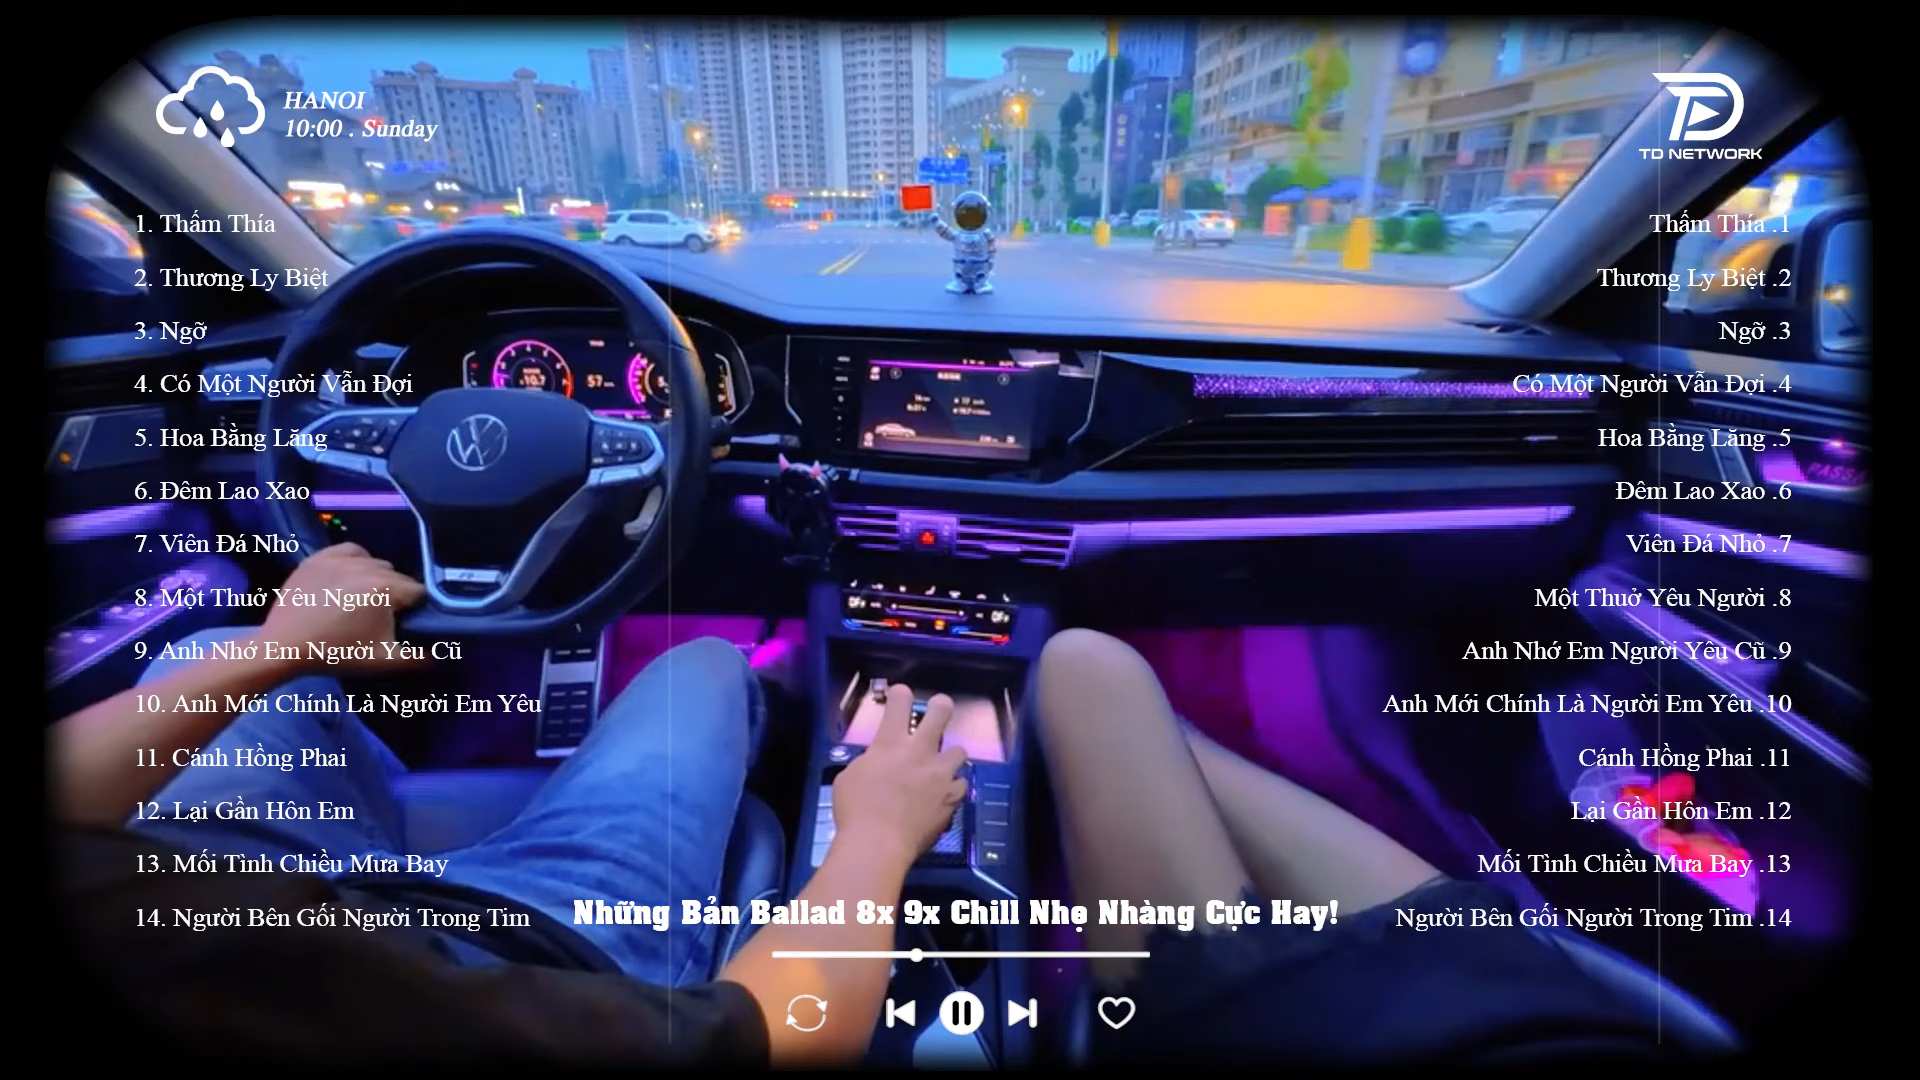 HANOI
10:00 . Sunday
TD NETWORK
1. Thấm Thía
2. Thương Ly Biệt
3. Ngỡ
4. Có Một Người Vẫn Đợi
5. Hoa Bằng Lăng
6. Đêm Lao Xao
7. Viên Đá Nhỏ
8. Một Thuở Yêu Người
9. Anh Nhớ Em Người Yêu Cũ
10. Anh Mới Chính Là Người Em Yêu
11. Cánh Hồng Phai
12. Lại Gần Hôn Em
13. Mối Tình Chiều Mưa Bay
14. Người Bên Gối Người Trong Tim
Thấm Thía .1
Thương Ly Biệt .2
Ngỡ .3
Có Một Người Vẫn Đợi .4
Hoa Bằng Lăng .5
Đêm Lao Xao .6
Viên Đá Nhỏ .7
Một Thuở Yêu Người .8
Anh Nhớ Em Người Yêu Cũ .9
Anh Mới Chính Là Người Em Yêu .10
Cánh Hồng Phai .11
Lại Gần Hôn Em .12
Mối Tình Chiều Mưa Bay .13
Người Bên Gối Người Trong Tim .14
Những Bản Ballad 8x 9x Chill Nhẹ Nhàng Cực Hay!